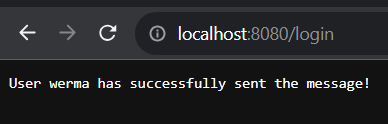 localhost:8080/login
User werma has successfully sent the message!